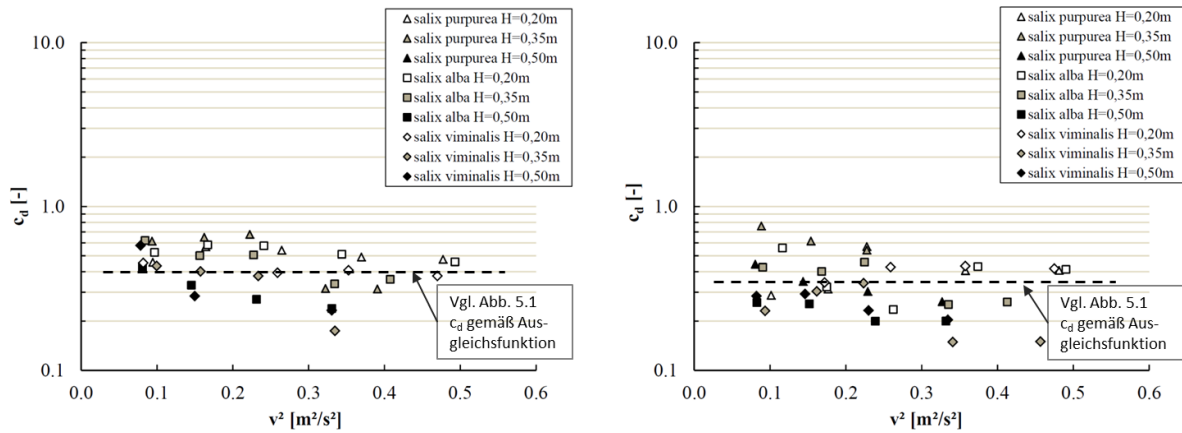 salix purpurea H=0,20m
salix purpurea H=0,35m
salix purpurea H=0,50m
salix alba H=0,20m
salix alba H=0,35m
salix alba H=0,50m
salix viminalis H=0,20m
salix viminalis H=0,35m
salix viminalis H=0,50m
10.0
1.0
0.1
c_d [-]
Vgl. Abb. 5.1
c_d gemäß Aus-
gleichsfunktion
0.0 0.1 0.2 0.3 0.4 0.5 0.6
v² [m²/s²]
salix purpurea H=0,20m
salix purpurea H=0,35m
salix purpurea H=0,50m
salix alba H=0,20m
salix alba H=0,35m
salix alba H=0,50m
salix viminalis H=0,20m
salix viminalis H=0,35m
salix viminalis H=0,50m
10.0
1.0
0.1
c_d [-]
Vgl. Abb. 5.1
c_d gemäß Aus-
gleichsfunktion
0.0 0.1 0.2 0.3 0.4 0.5 0.6
v² [m²/s²]